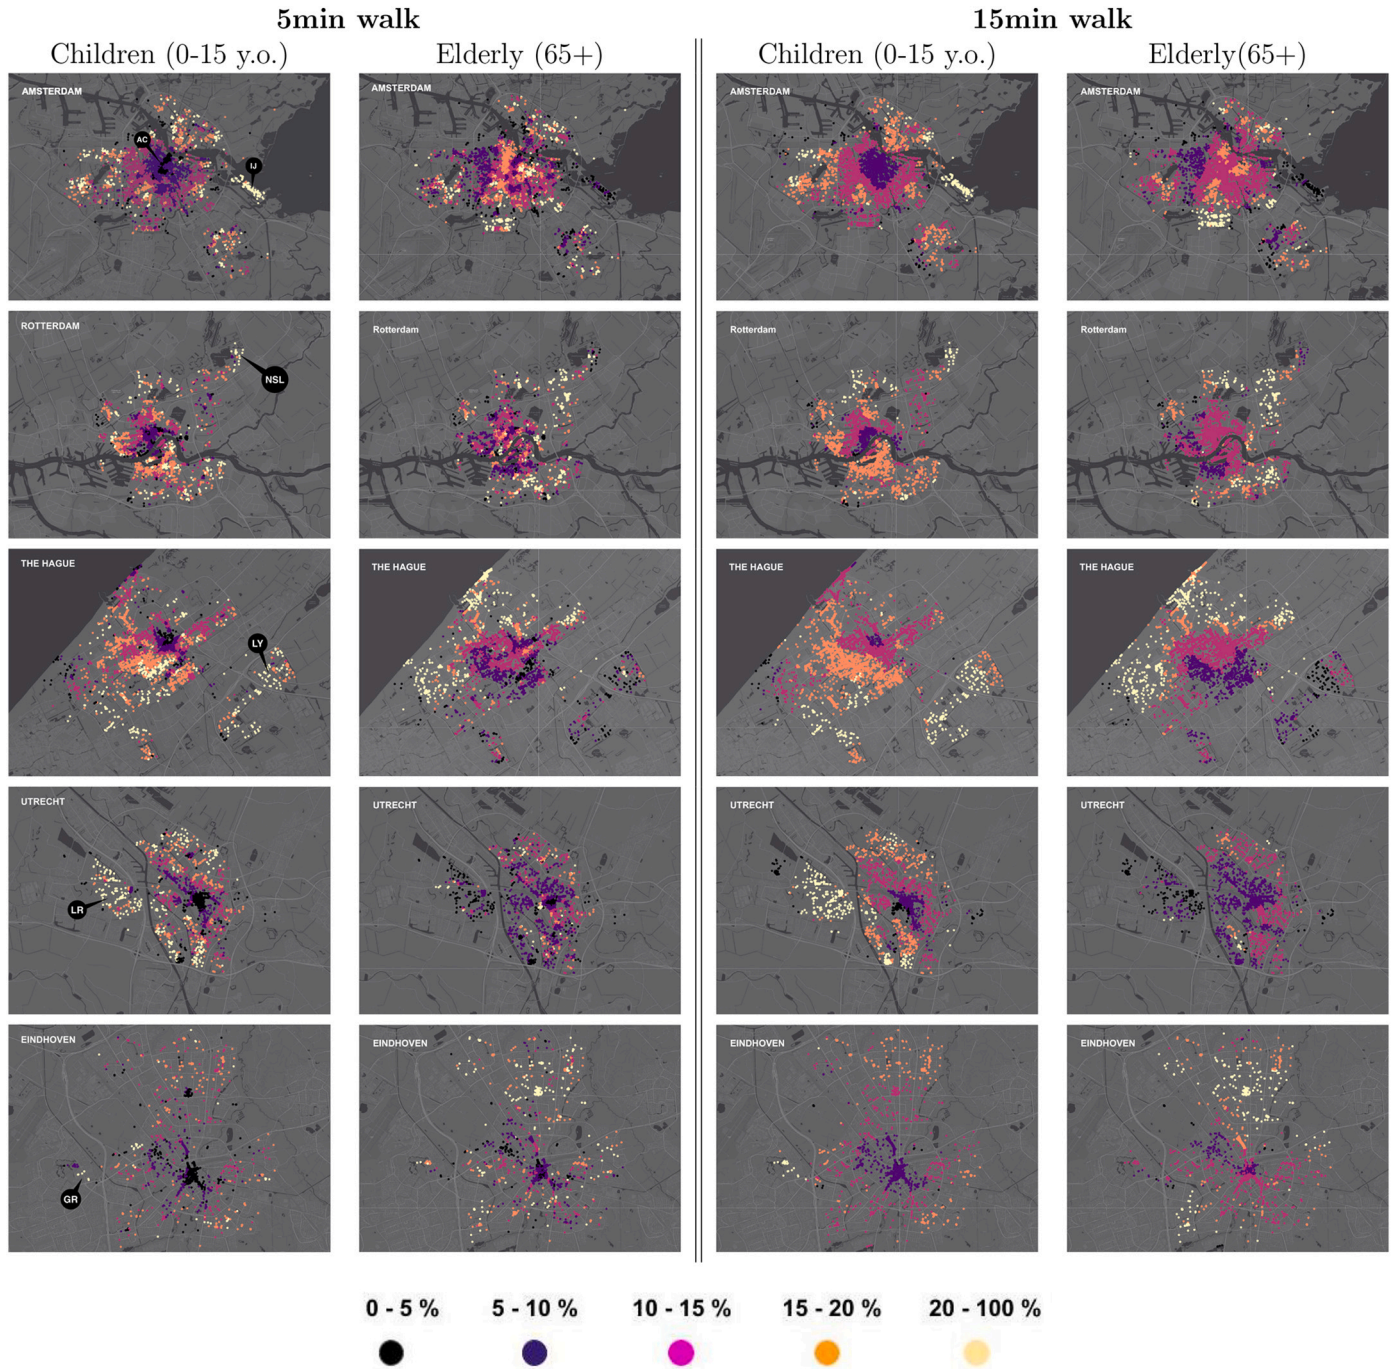 5min walk 15min walk
Children (0-15 y.o.) Elderly (65+) Children (0-15 y.o.) Elderly(65+)
AMSTERDAM AMSTERDAM AMSTERDAM AMSTERDAM
AC
IJ
ROTTERDAM Rotterdam Rotterdam Rotterdam
NSL
THE HAGUE THE HAGUE THE HAGUE THE HAGUE
LY
UTRECHT UTRECHT UTRECHT UTRECHT
LR
EINDHOVEN EINDHOVEN EINDHOVEN EINDHOVEN
GR
0 - 5 % 5 - 10 % 10 - 15 % 15 - 20 % 20 - 100 %